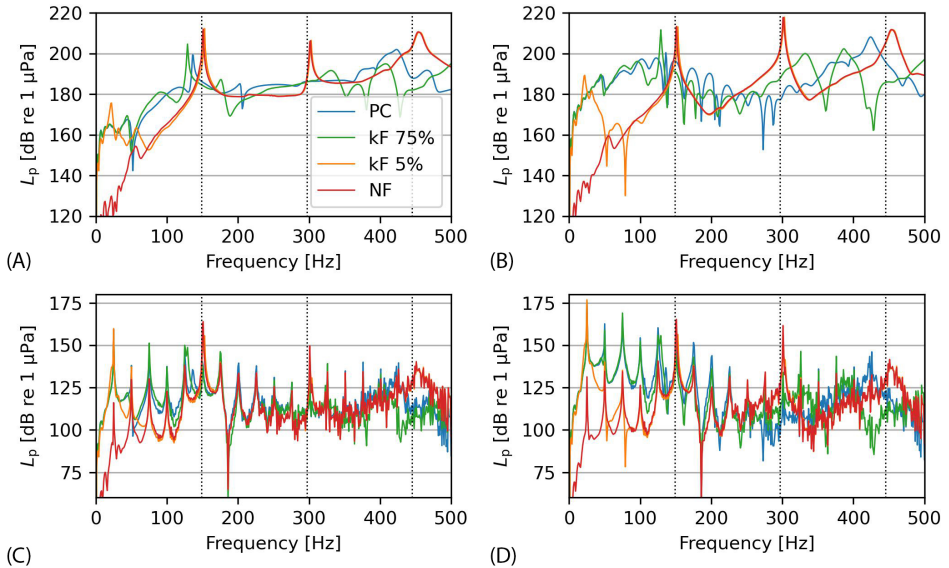 220
200
180
160
140
120
Lp [dB re 1 μPa]
PC
kF 75%
kF 5%
NF
0 100 200 300 400 500
Frequency [Hz]
(A)
220
200
180
160
140
120
Lp [dB re 1 μPa]
0 100 200 300 400 500
Frequency [Hz]
(B)
175
150
125
100
75
Lp [dB re 1 μPa]
0 100 200 300 400 500
Frequency [Hz]
(C)
175
150
125
100
75
Lp [dB re 1 μPa]
0 100 200 300 400 500
Frequency [Hz]
(D)